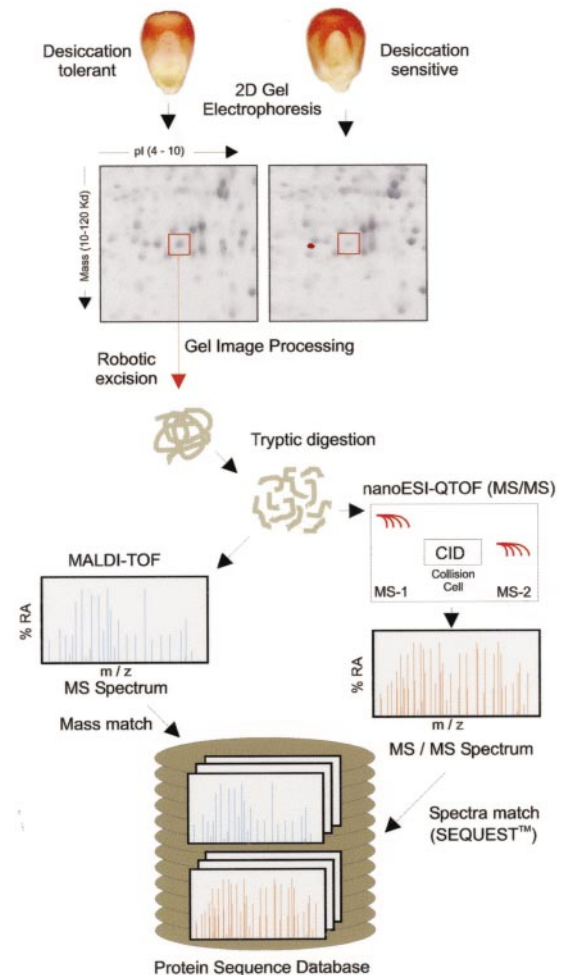 Desiccation
tolerant
Desiccation
sensitive
2D Gel
Electrophoresis
pI (4 - 10)
Mass (10-120 Kd)
Gel Image Processing
Robotic
excision
Tryptic digestion
nanoESI-QTOF (MS/MS)
MALDI-TOF
CID
Collision
Cell
MS-1
MS-2
% RA
m / z
MS Spectrum
% RA
m / z
MS / MS Spectrum
Mass match
Spectra match
(SEQUEST™)
Protein Sequence Database